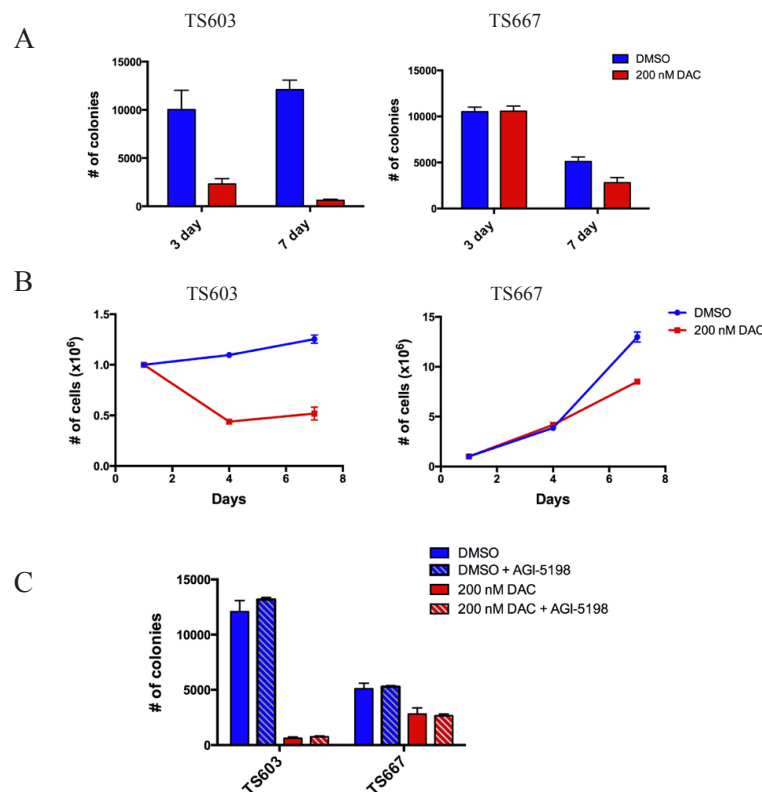 A
TS603
TS667
15000
10000
5000
0
# of colonies
3 day
7 day
15000
10000
5000
0
# of colonies
3 day
7 day
DMSO
200 nM DAC
B
TS603
TS667
1.5
1.0
0.5
0.0
# of cells (x10⁶)
0 2 4 6 8
Days
15
10
5
0
# of cells (x10⁶)
0 2 4 6 8
Days
DMSO
200 nM DAC
C
DMSO
DMSO + AGI-5198
200 nM DAC
200 nM DAC + AGI-5198
15000
10000
5000
0
# of colonies
TS603
TS667